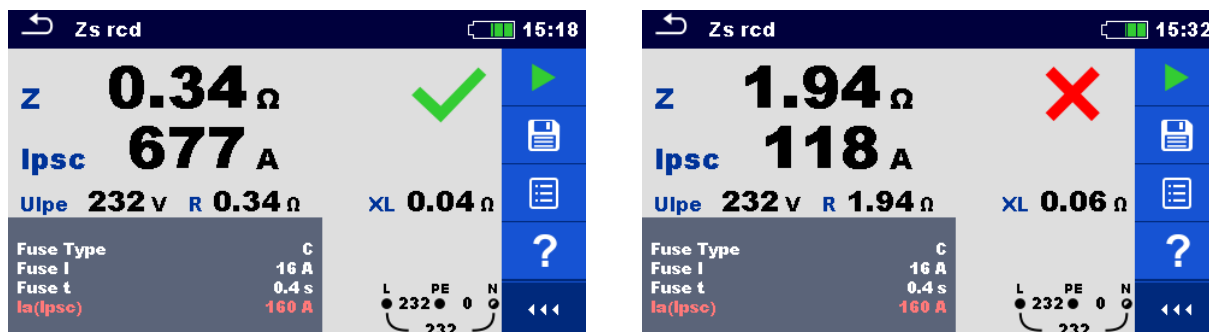 Zs rcd 15:18
Z 0.34 Ω
Ipsc 677 A
Ulpe 232 V R 0.34 Ω XL 0.04 Ω
Fuse Type C
Fuse I 16 A
Fuse t 0.4 s
Ia(Ipsc) 160 A
L PE N
232 0
232
?
Zs rcd 15:32
Z 1.94 Ω
Ipsc 118 A
Ulpe 232 V R 1.94 Ω XL 0.06 Ω
Fuse Type C
Fuse I 16 A
Fuse t 0.4 s
Ia(Ipsc) 160 A
L PE N
232 0
232
?